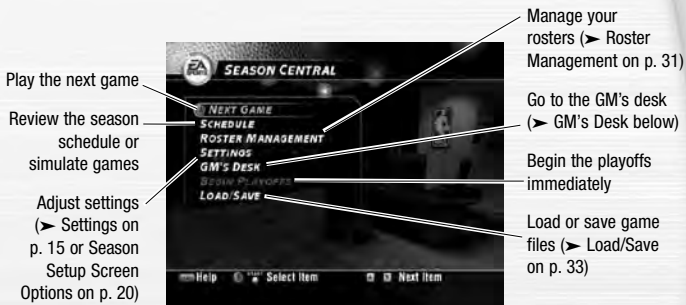 Play the next game
Review the season
schedule or
simulate games
Adjust settings
(➤ Settings on
p. 15 or Season
Setup Screen
Options on p. 20)
EA
SEASON CENTRAL
NEXT GAME
SCHEDULE
ROSTER MANAGEMENT
SETTINGS
GM'S DESK
BEGIN PLAYOFFS
LOAD/SAVE
Help
START Select Item
Next Item
Manage your
rosters (➤ Roster
Management on p. 31)
Go to the GM's desk
(➤ GM's Desk below)
Begin the playoffs
immediately
Load or save game
files (➤ Load/Save
on p. 33)